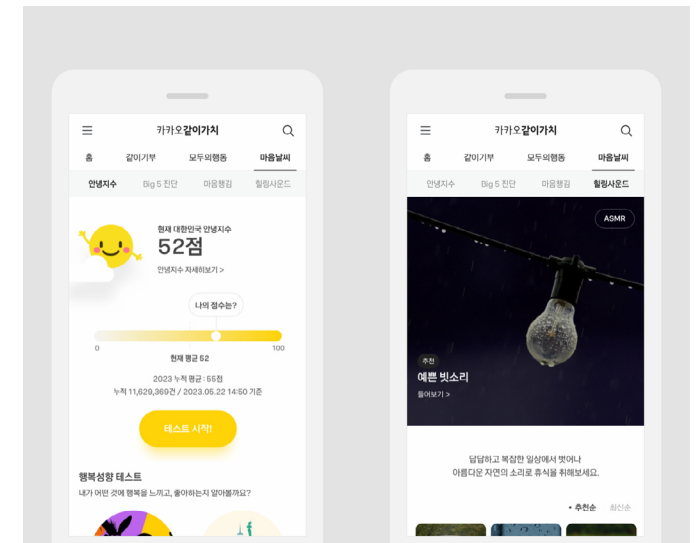 카카오같이가치
홈 같이기부 모두의행동 마음날씨
안녕지수 Big 5 진단 마음챙김 힐링사운드
현재 대한민국 안녕지수
52점
안녕지수 자세히보기 >
나의 점수는?
0 100
현재 평균 52
2023 누적 평균 : 55점
누적 11,629,369건 / 2023.05.22 14:50 기준
테스트 시작!
행복성향 테스트
내가 어떤 것에 행복을 느끼고, 좋아하는지 알아볼까요?
카카오같이가치
홈 같이기부 모두의행동 마음날씨
안녕지수 Big 5 진단 마음챙김 힐링사운드
ASMR
추천
예쁜 빗소리
들어보기 >
답답하고 복잡한 일상에서 벗어나
아름다운 자연의 소리로 휴식을 취해보세요.
• 추천순 최신순